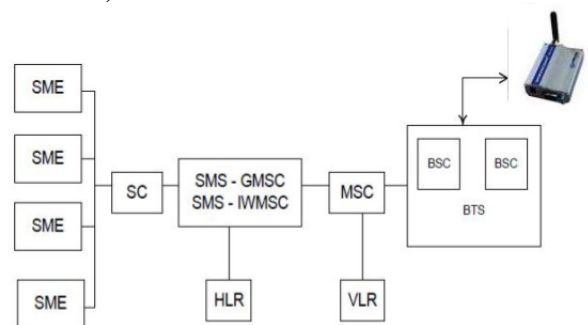 SME
SME
SME
SME
SC
SMS - GMSC
SMS - IWMSC
HLR
MSC
VLR
BSC
BSC
BTS